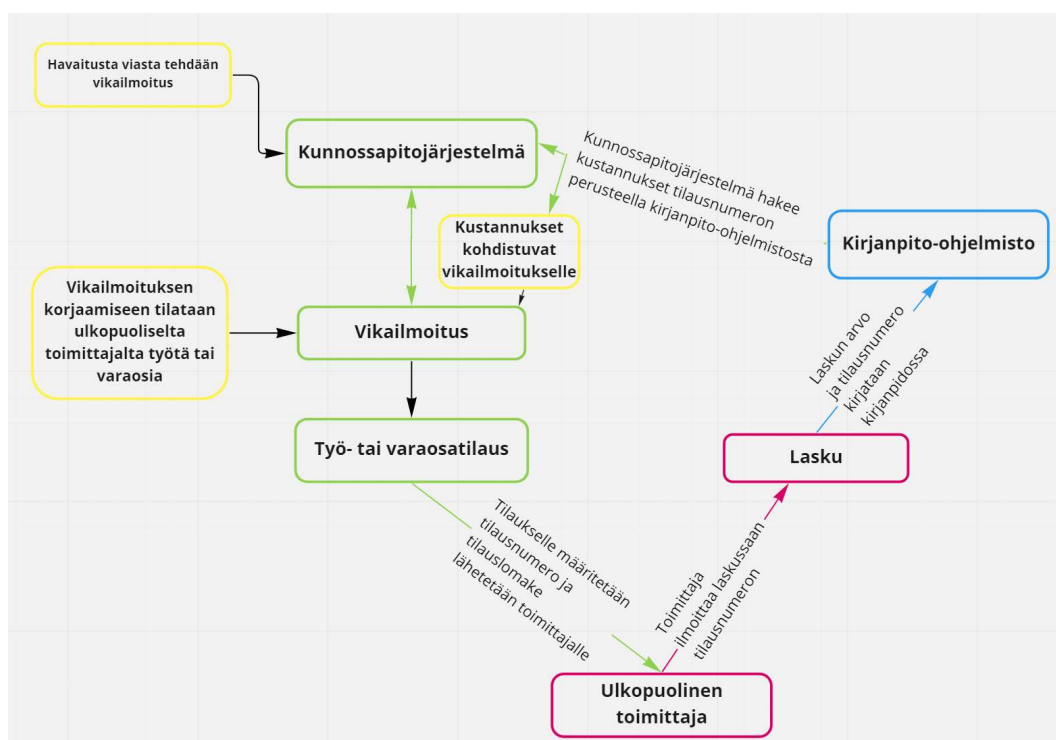 Havaitusta viasta tehdään
vikailmoitus
Kunnossapitojärjestelmä
Kunnossapitojärjestelmä hakee
kustannukset tilausnumeron
perusteella kirjanpito-ohjelmistosta
Kustannukset
kohdistuvat
vikailmoitukselle
Kirjanpito-ohjelmisto
Vikailmoituksen
korjaamiseen tilataan
ulkopuoliselta
toimittajalta työtä tai
varaosia
Vikailmoitus
Laskun arvo
ja tilausnumero
kirjataan
kirjanpidossa
Työ- tai varaosatilaus
Lasku
Tilaukselle määritetään
tilausnumero ja
tilauslomake
lähetetään toimittajalle
Toimittaja
ilmoittaa laskussaan
tilausnumeron
Ulkopuolinen
toimittaja